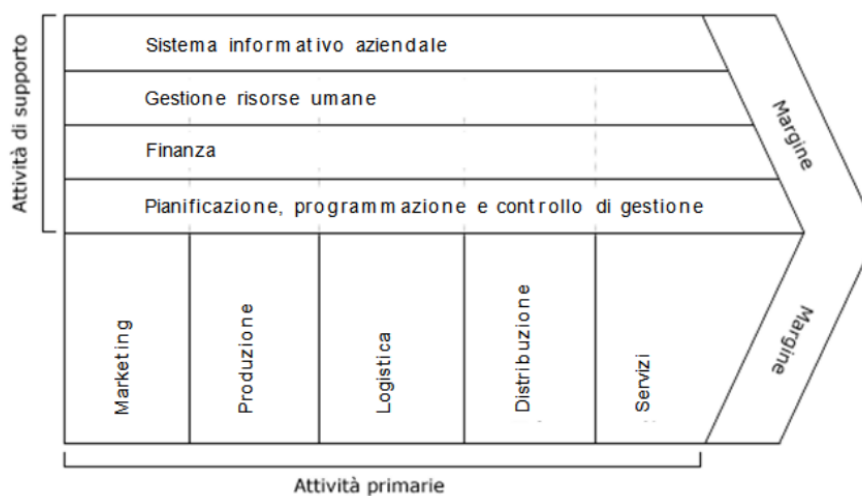 Attività di supporto
Sistema informativo aziendale
Gestione risorse umane
Finanza
Pianificazione, programmazione e controllo di gestione
Margine
Margine
Marketing
Produzione
Logistica
Distribuzione
Servizi
Attività primarie